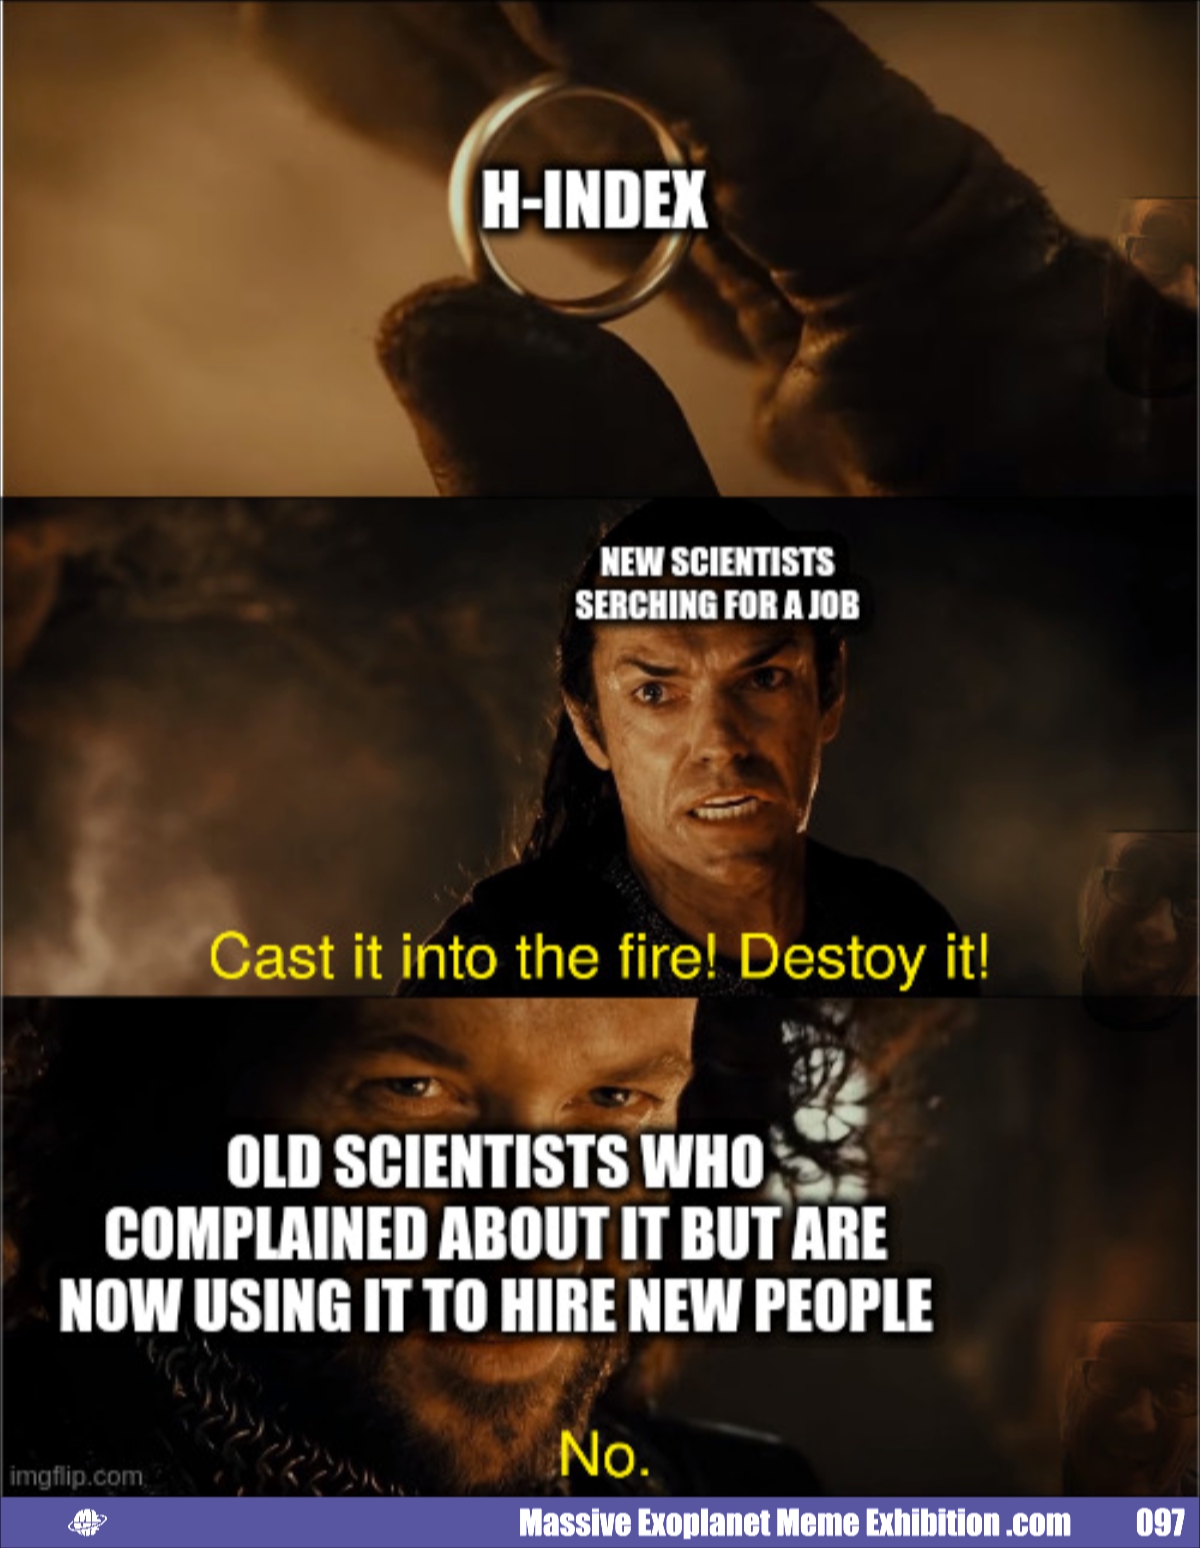 H-INDEX
NEW SCIENTISTS
SERCHING FOR A JOB
Cast it into the fire! Destoy it!
OLD SCIENTISTS WHO
COMPLAINED ABOUT IT BUT ARE
NOW USING IT TO HIRE NEW PEOPLE
No.
imgflip.com
Massive Exoplanet Meme Exhibition .com 097